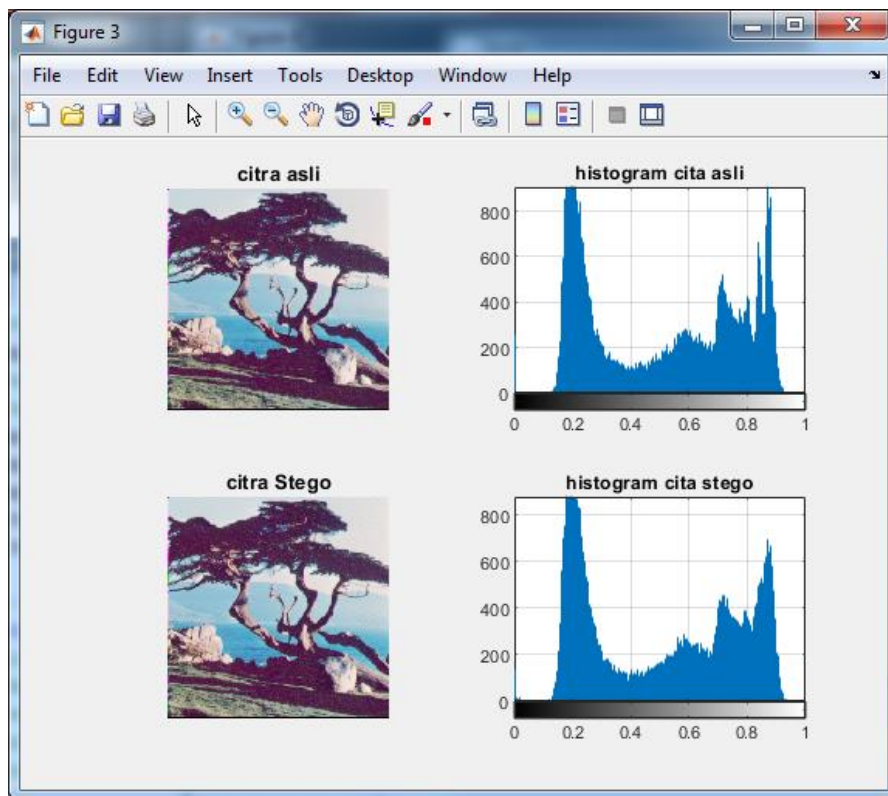 Figure 3
File Edit View Insert Tools Desktop Window Help
citra asli
histogram cita asli
800
600
400
200
0
0 0.2 0.4 0.6 0.8 1
citra Stego
histogram cita stego
800
600
400
200
0
0 0.2 0.4 0.6 0.8 1